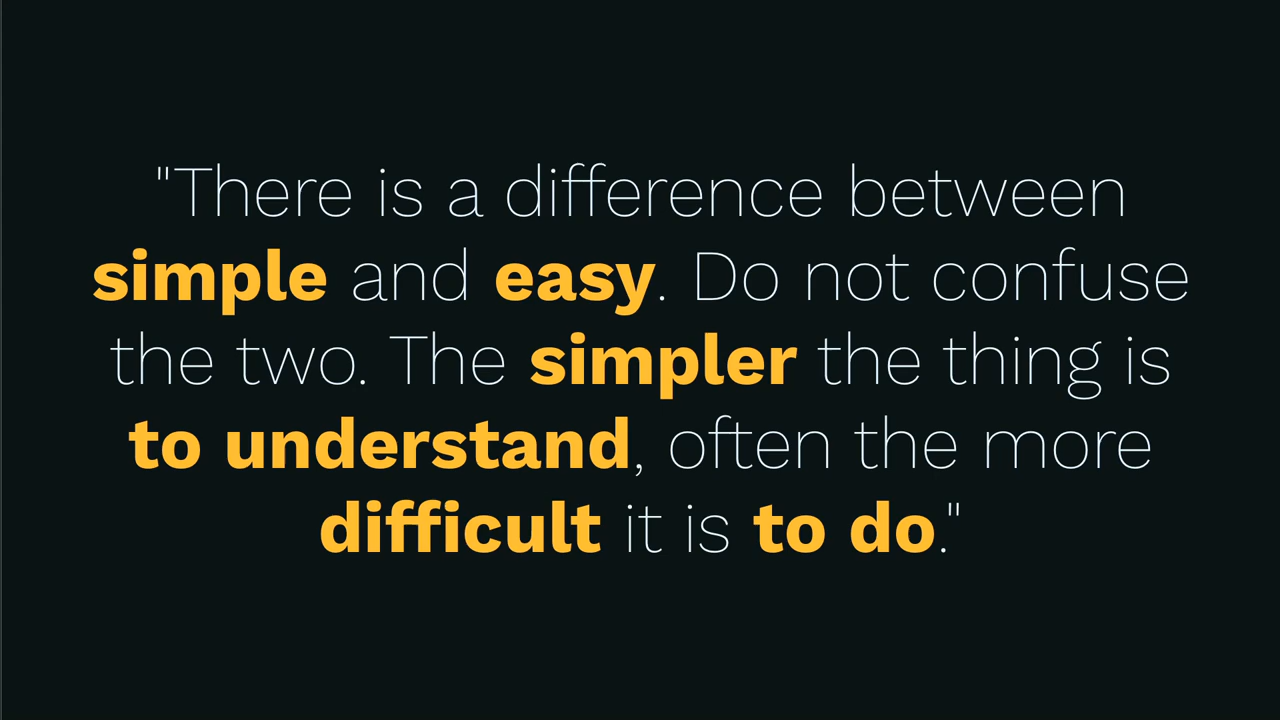 "There is a difference between
simple and easy. Do not confuse
the two. The simpler the thing is
to understand, often the more
difficult it is to do."